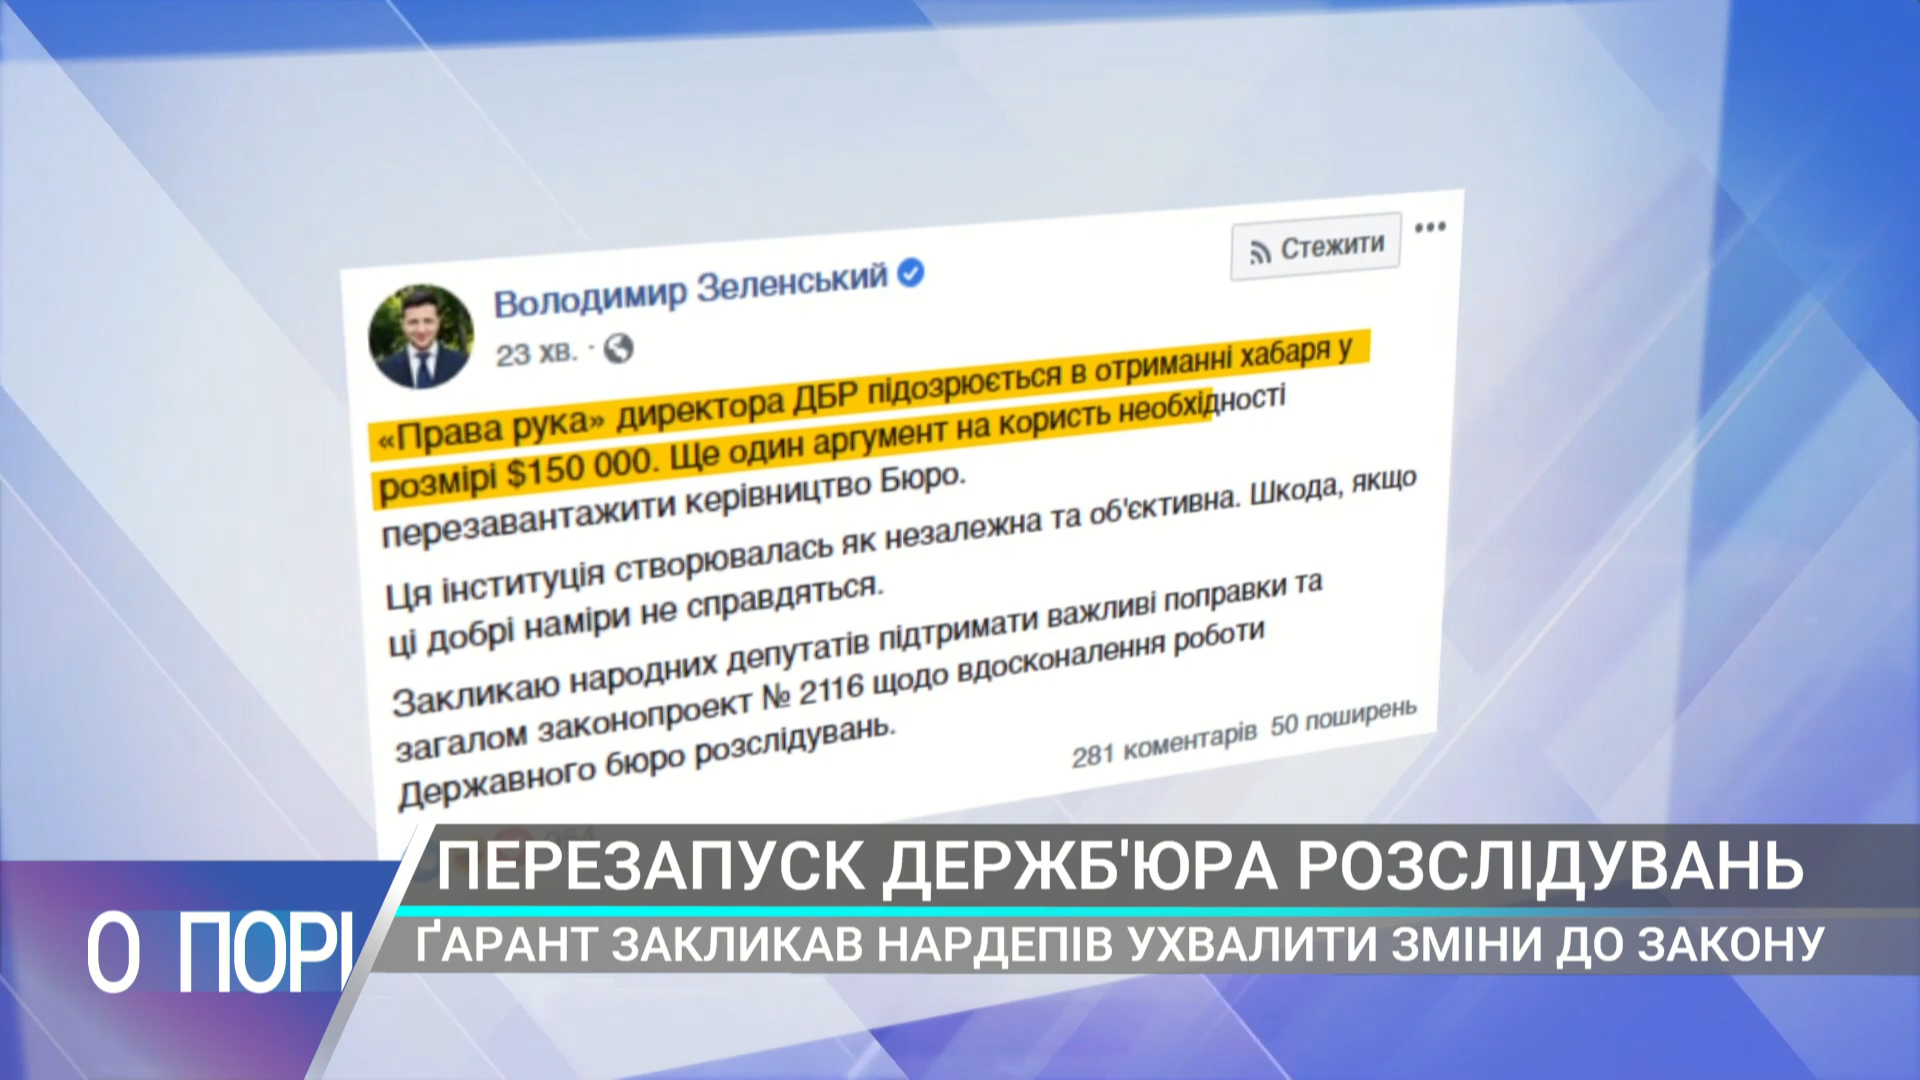 Володимир Зеленський
Стежити
23 хв.
«Права рука» директора ДБР підозрюється в отриманні хабаря у
розмірі $150 000. Ще один аргумент на користь необхідності
перезавантажити керівництво Бюро.
Ця інституція створювалась як незалежна та об'єктивна. Шкода, якщо
ці добрі наміри не справдяться.
Закликаю народних депутатів підтримати важливі поправки та
загалом законопроект № 2116 щодо вдосконалення роботи
Державного бюро розслідувань.
281 коментарів 50 поширень
ПЕРЕЗАПУСК ДЕРЖБ'ЮРА РОЗСЛІДУВАНЬ
О ПОРІ
ҐАРАНТ ЗАКЛИКАВ НАРДЕПІВ УХВАЛИТИ ЗМІНИ ДО ЗАКОНУ